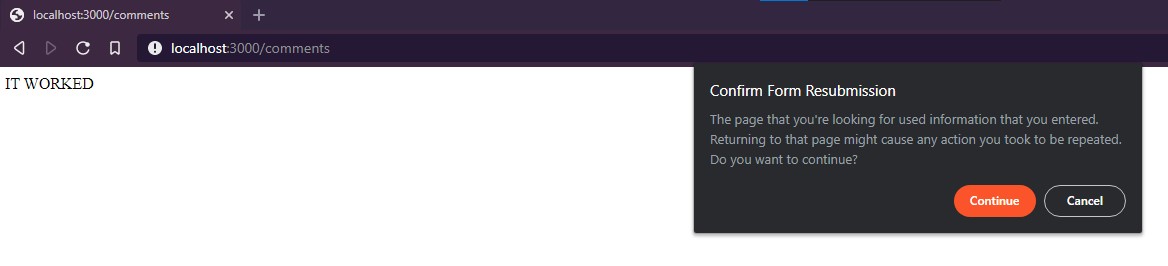 localhost:3000/comments
localhost:3000/comments
IT WORKED
Confirm Form Resubmission
The page that you're looking for used information that you entered.
Returning to that page might cause any action you took to be repeated.
Do you want to continue?
Continue Cancel